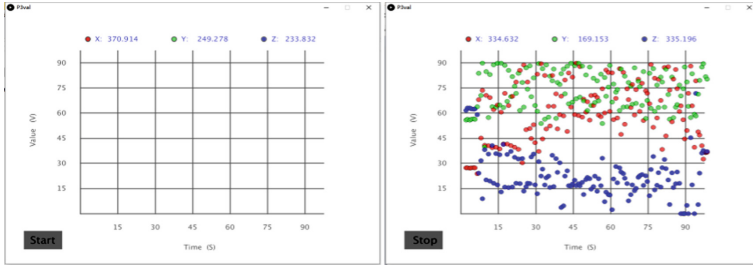 P3val
X: 370.914 Y: 249.278 Z: 233.832
90
75
60
45
30
15
Value (V)
15 30 45 60 75 90
Time (S)
Start
P3val
X: 334.632 Y: 169.153 Z: 335.196
90
75
60
45
30
15
Value (V)
15 30 45 60 75 90
Time (S)
Stop